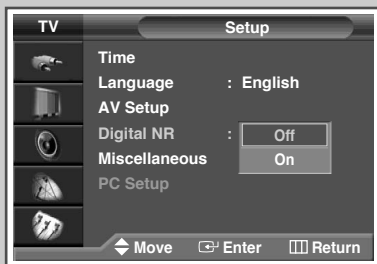 TV Setup
Time
Language : English
AV Setup
Digital NR : Off
Miscellaneous On
PC Setup
Move Enter Return